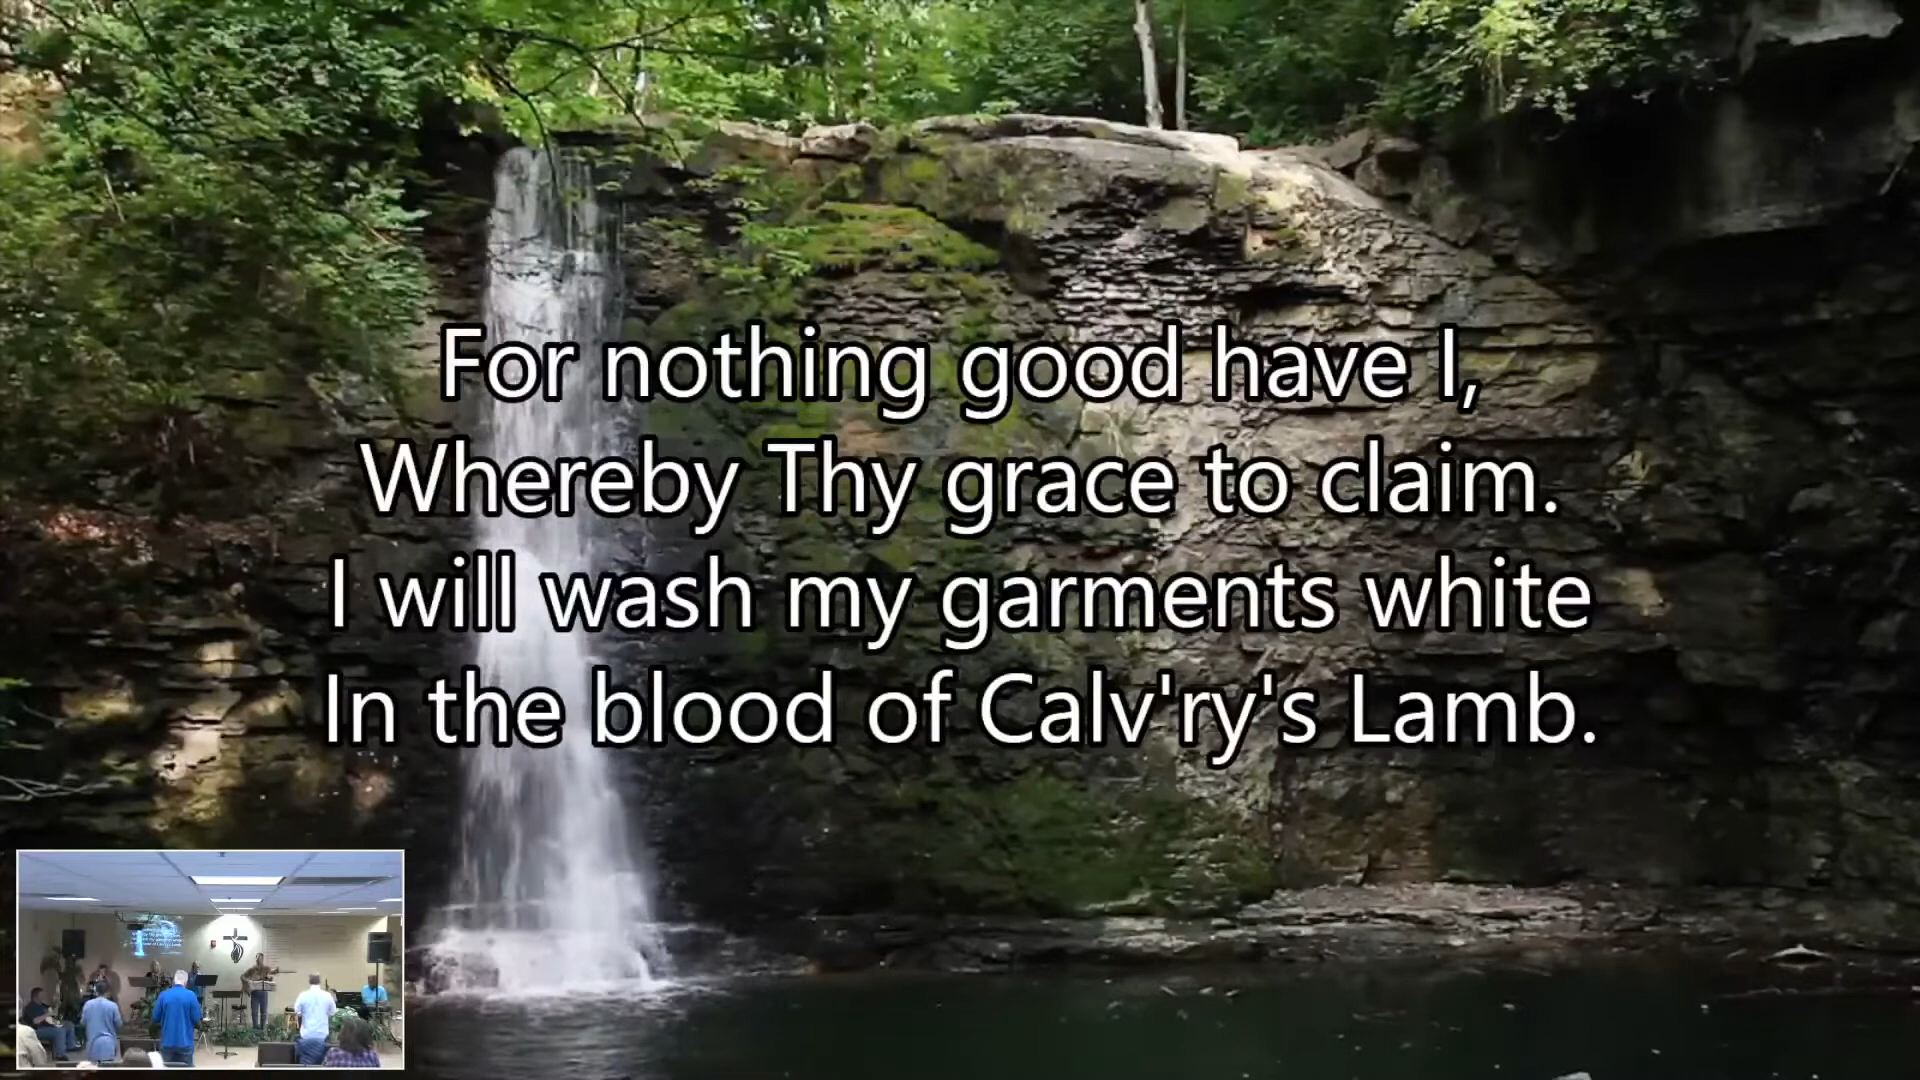 For nothing good have I,
Whereby Thy grace to claim.
I will wash my garments white
In the blood of Calv'ry's Lamb.